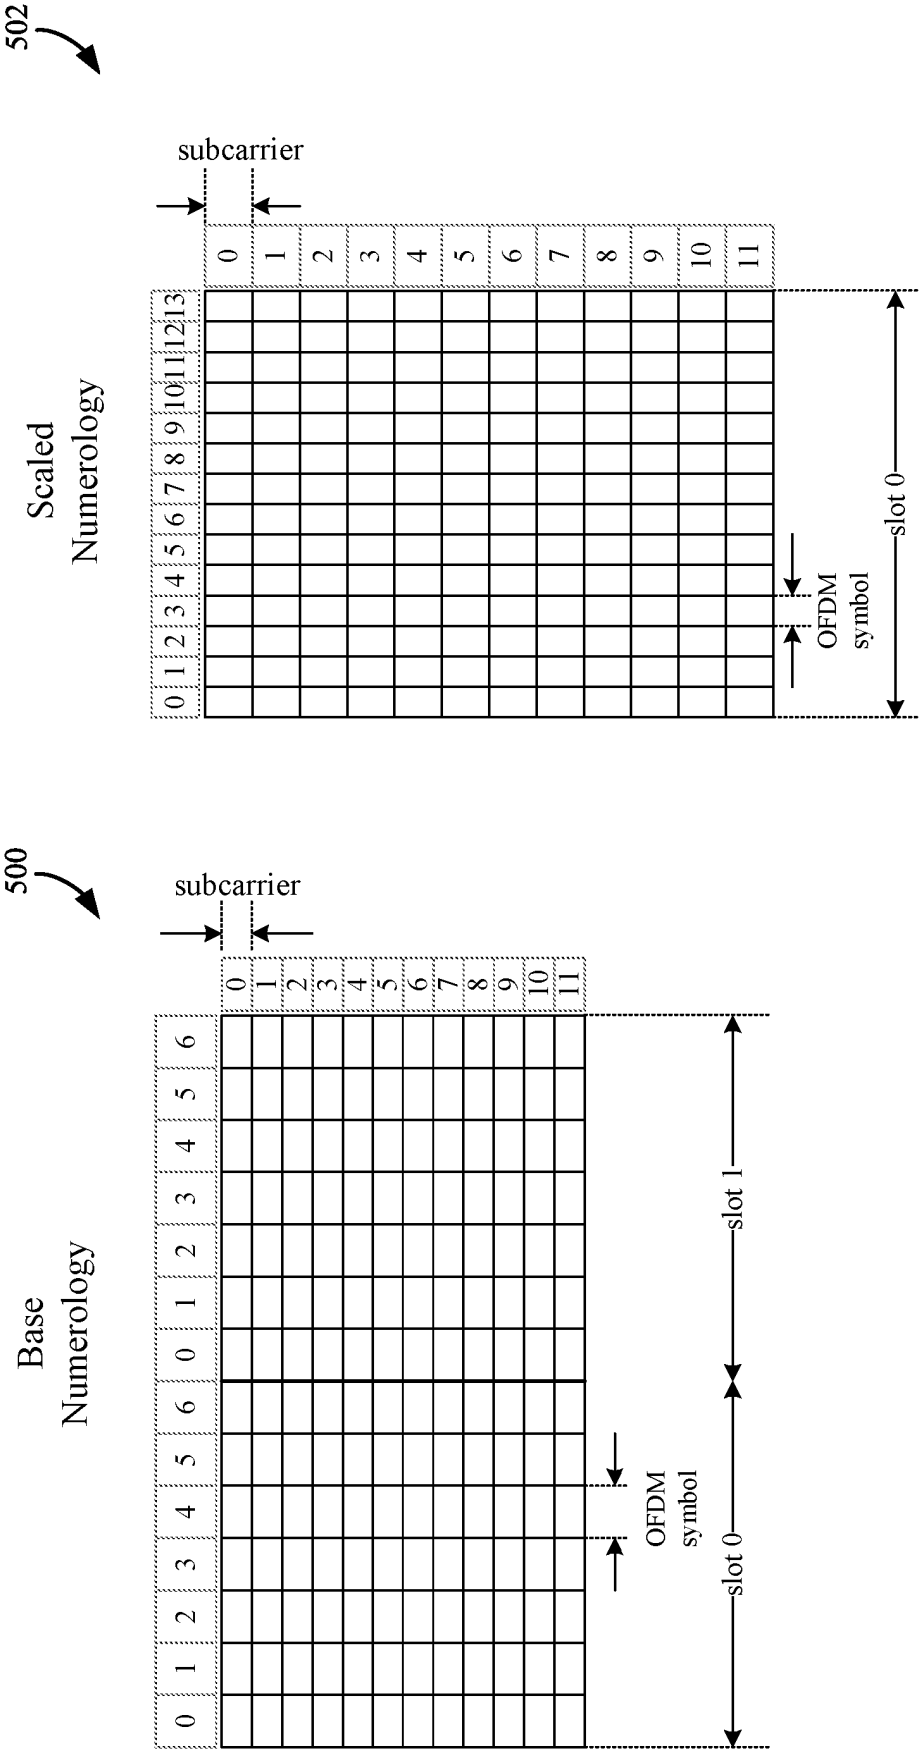 500
Base
Numerology
0 1 2 3 4 5 6 0 1 2 3 4 5 6
subcarrier
0
1
2
3
4
5
6
7
8
9
10
11
OFDM
symbol
slot 0
slot 1
502
Scaled
Numerology
0 1 2 3 4 5 6 7 8 9 10 11 12 13
subcarrier
0
1
2
3
4
5
6
7
8
9
10
11
OFDM
symbol
slot 0